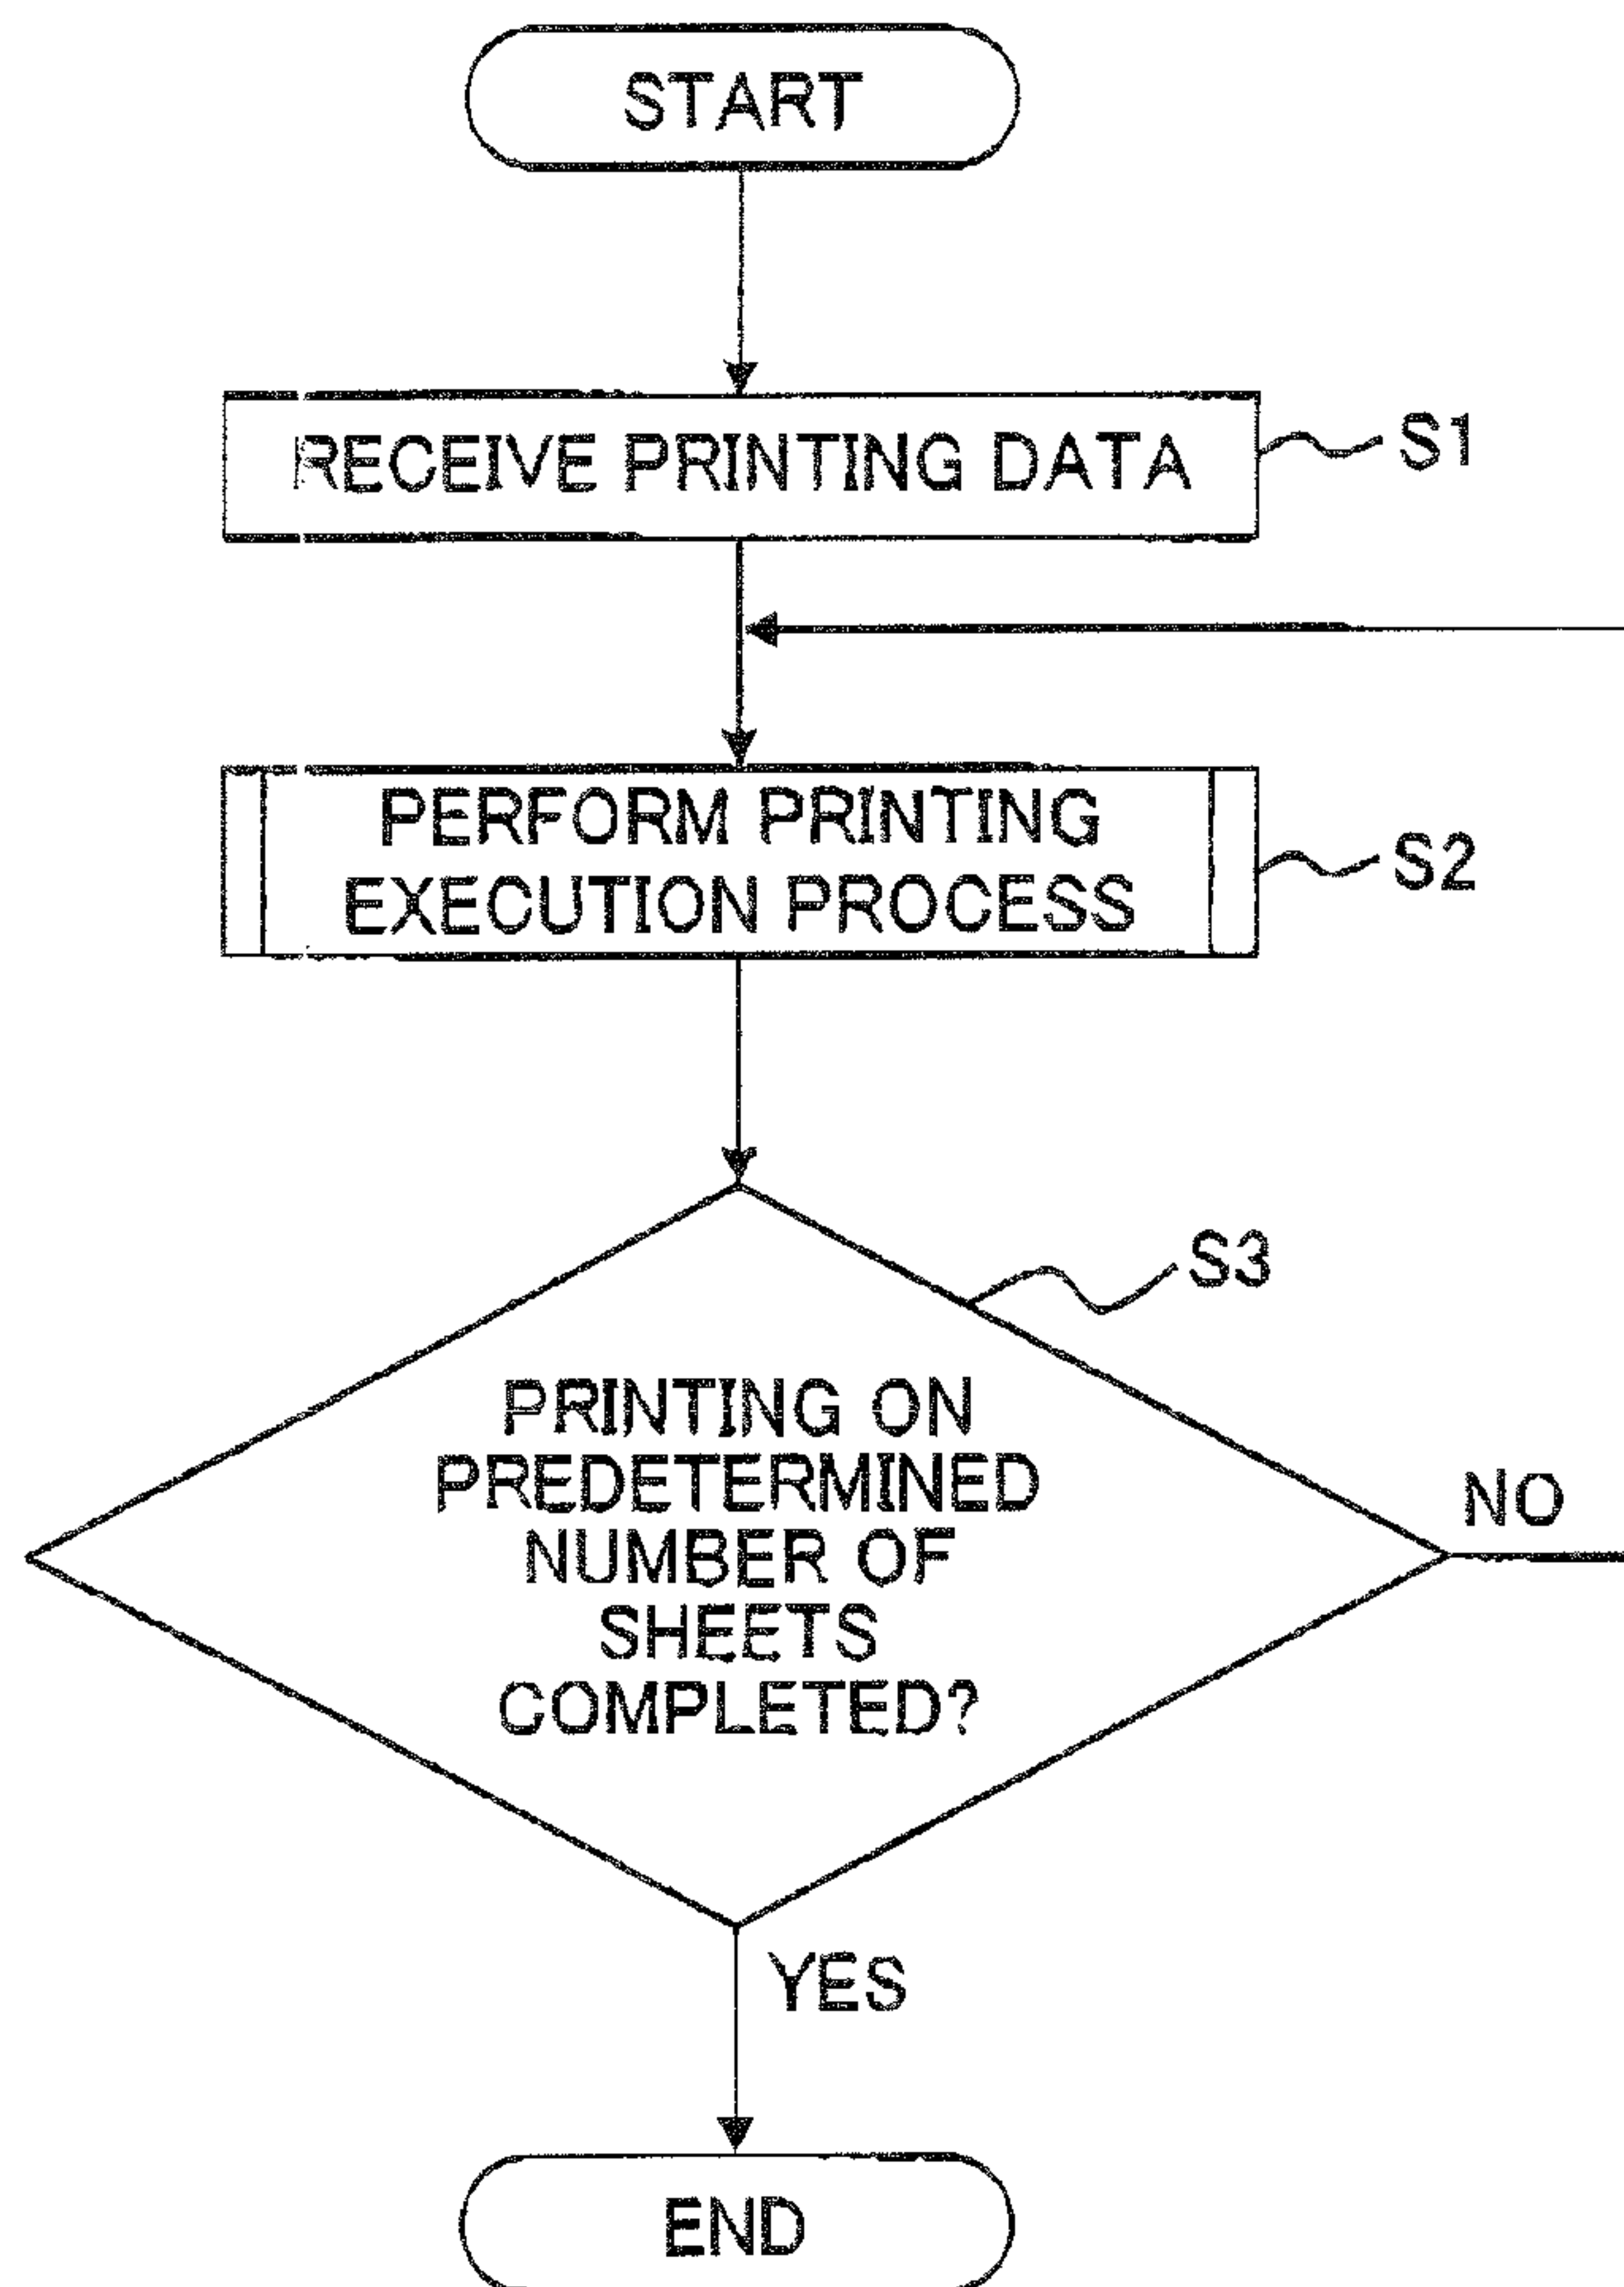 START
RECEIVE PRINTING DATA
S1
PERFORM PRINTING
EXECUTION PROCESS
S2
S3
PRINTING ON
PREDETERMINED
NUMBER OF
SHEETS
COMPLETED?
NO
YES
END